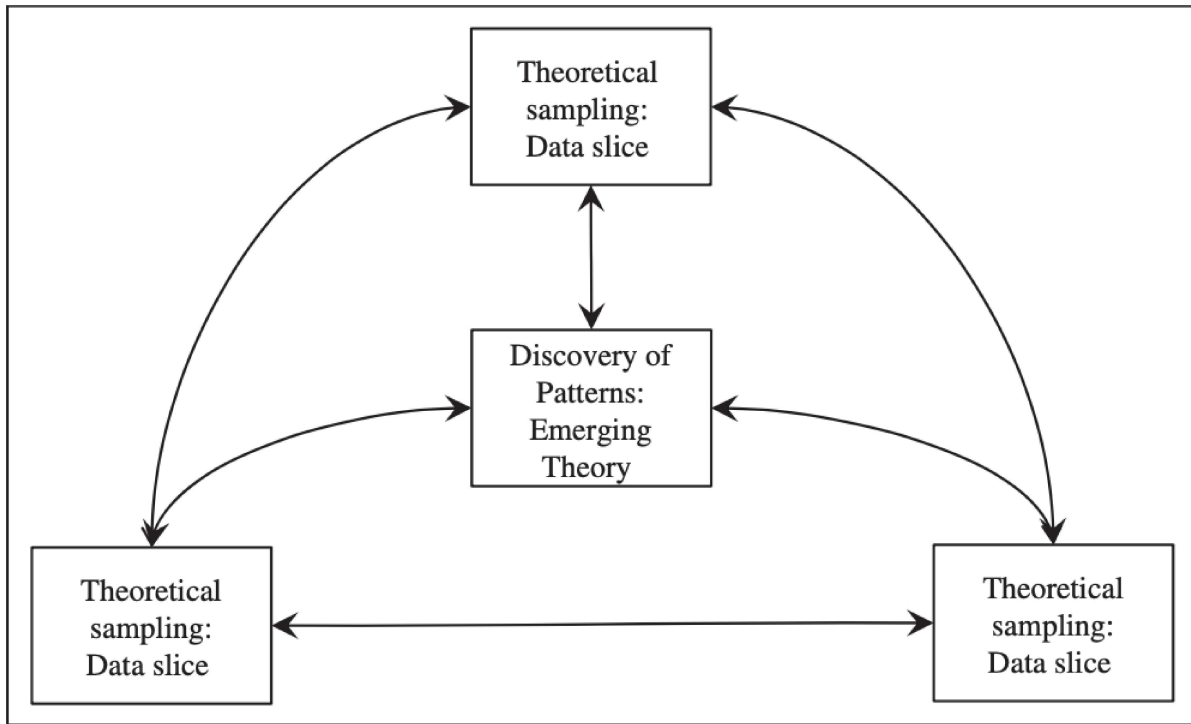 Theoretical
sampling:
Data slice
Discovery of
Patterns:
Emerging
Theory
Theoretical
sampling:
Data slice
Theoretical
sampling:
Data slice